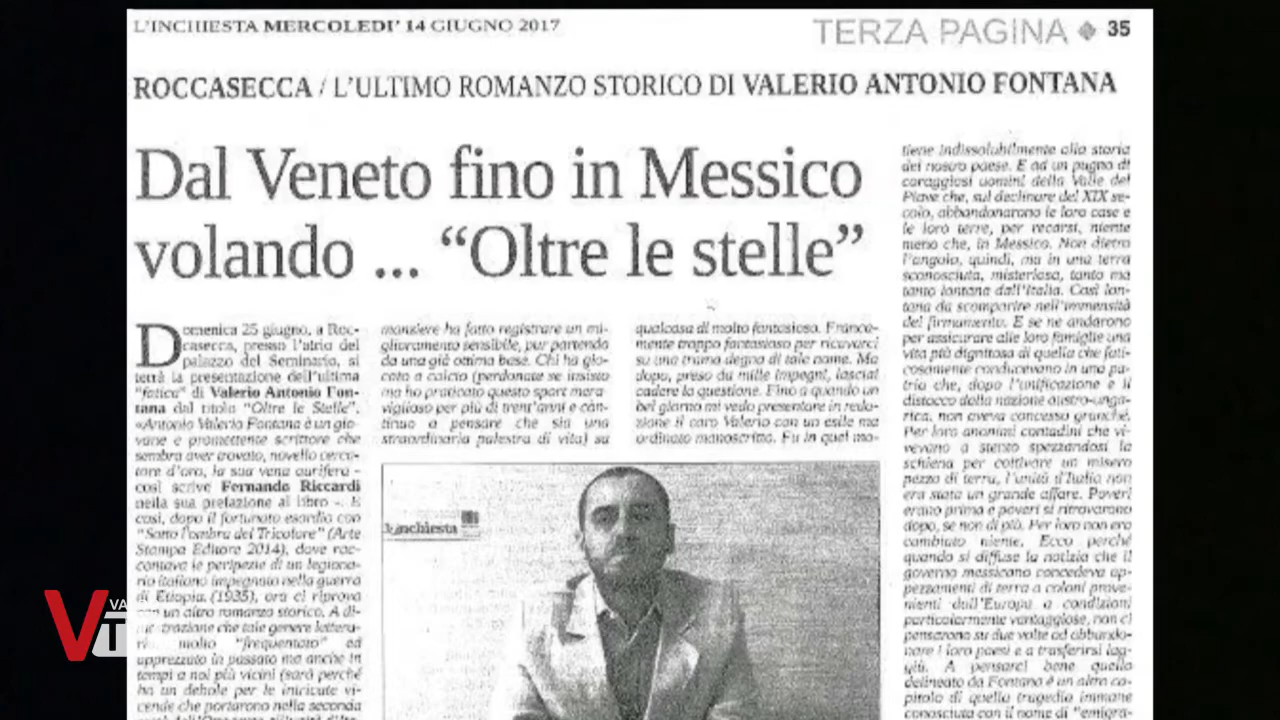 L'INCHIESTA MERCOLEDI' 14 GIUGNO 2017
TERZA PAGINA 35
ROCCASECCA / L'ULTIMO ROMANZO STORICO DI VALERIO ANTONIO FONTANA
Dal Veneto fino in Messico
volando ... “Oltre le stelle”
Domenica 25 giugno, a Roc-
casecca, presso l'atrio del
palazzo del Seminario, si
terrà la presentazione dell'ultima
"fatica" di Valerio Antonio Fon-
tana dal titolo "Oltre le Stelle".
«Antonio Valerio Fontana è un gio-
vane e promettente scrittore che
sembra aver trovato, novello cerca-
tore d'oro, la sua vena aurifera -
così scrive Fernando Riccardi
nella sua prefazione al libro -. E
così, dopo il fortunato esordio con
"Sotto l'ombra del Tricolore" (Arte
Stampa Editore 2014), dove rac-
contava le peripezie di un legiona-
rio italiano impegnato nella guerra
di Etiopia (1935), ora ci riprova
un altro romanzo storico. A di-
trazione che tale genere lettera-
molto "frequentato" ed
apprezzato in passato ma anche in
tempi a noi più vicini (sarà perché
ho un debole per le intricate vi-
cende che portarono nella seconda
mansiere ha fatto registrare un mi-
glioramento sensibile, pur partendo
da una già ottima base. Chi ha gio-
cato a calcio (perdonate se insisto
ma ho praticato questo sport mera-
viglioso per più di trent'anni e con-
tinuo a pensare che sia una
straordinaria palestra di vita) su
qualcosa di molto fantasioso. Franca-
mente troppo fantasioso per ricavarci
su una trama degna di tale nome. Ma
dopo, preso da mille impegni, lasciai
cadere la questione. Fino a quando un
bel giorno mi vedo presentare in reda-
zione il caro Valerio con un esile ma
ordinato manoscritto. Fu in quel mo-
L'inchiesta
tiene indissolubilmente alla storia
del nostro paese. E ad un pugno di
coraggiosi uomini della Valle del
Piave che, sul declinare del XIX se-
colo, abbandonarono le loro case e
le loro terre, per recarsi, niente
meno che, in Messico. Non dietro
l'angolo, quindi, ma in una terra
sconosciuta, misteriosa, tanto ma
tanto lontana dall'Italia. Così lon-
tana da scomparire nell'immensità
del firmamento. E se ne andarono
per assicurare alle loro famiglie una
vita più dignitosa di quella che fati-
cosamente conducevano in una pa-
tria che, dopo l'unificazione e il
distacco della nazione austro-unga-
rica, non aveva concesso granché.
Per loro anonimi contadini che vi-
vevano a stento spezzandosi la
schiena per coltivare un misero
pezzo di terra, l'unità d'Italia non
era stata un grande affare. Poveri
erano prima e poveri si ritrovarono
dopo, se non di più. Per loro non era
cambiato niente. Ecco perché
quando si diffuse la notizia che il
governo messicano concedeva ap-
pezzamenti di terra a coloni prove-
nienti dall'Europa a condizioni
particolarmente vantaggiose, non ci
pensarono su due volte ad abbando-
nare i loro paesi e a trasferirsi lag-
giù. A pensarci bene quello
delineato da Fontana è un altro ca-
pitolo di quella tragedia immane
conosciuta con il nome di "emigra-